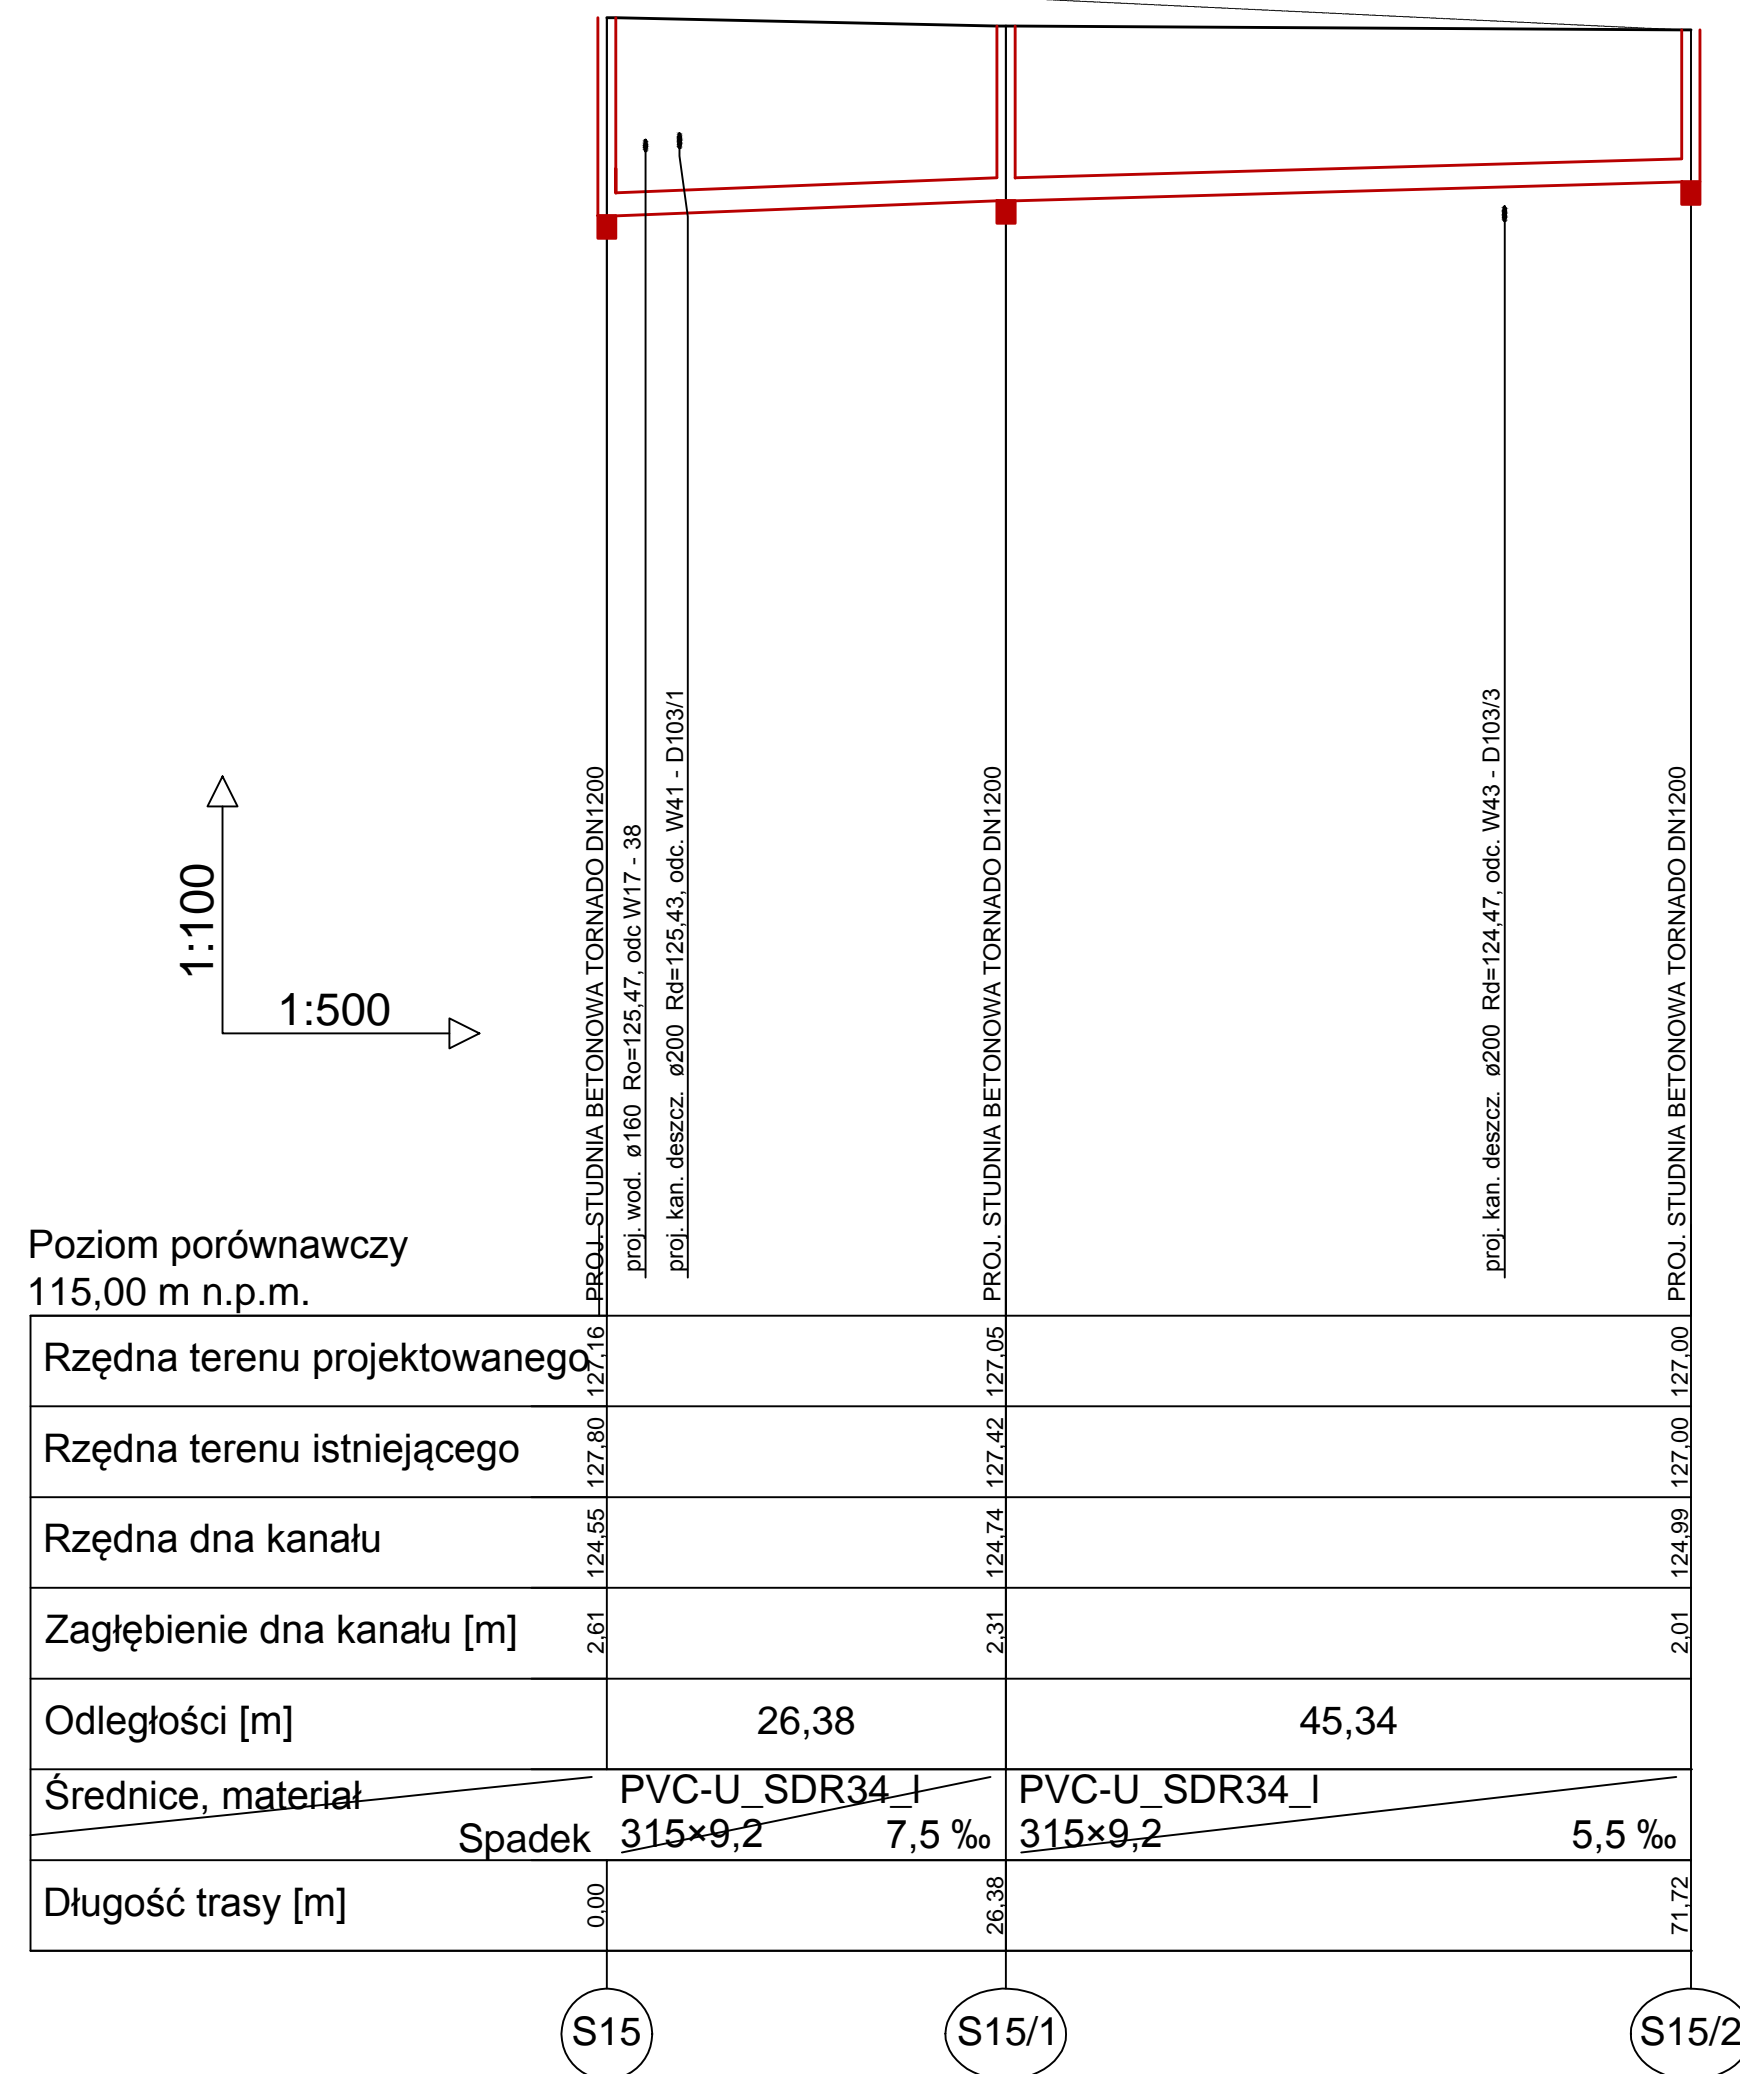 1:100
1:500
PROJ. STUDNIA BETONOWA TORNADO DN1200
proj. wod. ø160 Ro=125,47, odc W17 - 38
proj. kan. deszcz. ø200 Rd=125,43, odc. W41 - D103/1
PROJ. STUDNIA BETONOWA TORNADO DN1200
proj. kan. deszcz. ø200 Rd=124,47, odc. W43 - D103/3
PROJ. STUDNIA BETONOWA TORNADO DN1200
Poziom porównawczy
115,00 m n.p.m.
Rzędna terenu projektowanego 127,16 127,05 127,00
Rzędna terenu istniejącego 127,80 127,42 127,00
Rzędna dna kanału 124,55 124,74 124,99
Zagłębienie dna kanału [m] 2,61 2,31 2,01
Odległości [m] 26,38 45,34
Średnice, materiał PVC-U_SDR34_I PVC-U_SDR34_I
Spadek 315×9,2 7,5 ‰ 315×9,2 5,5 ‰
Długość trasy [m] 0,00 26,38 71,72
S15 S15/1 S15/2